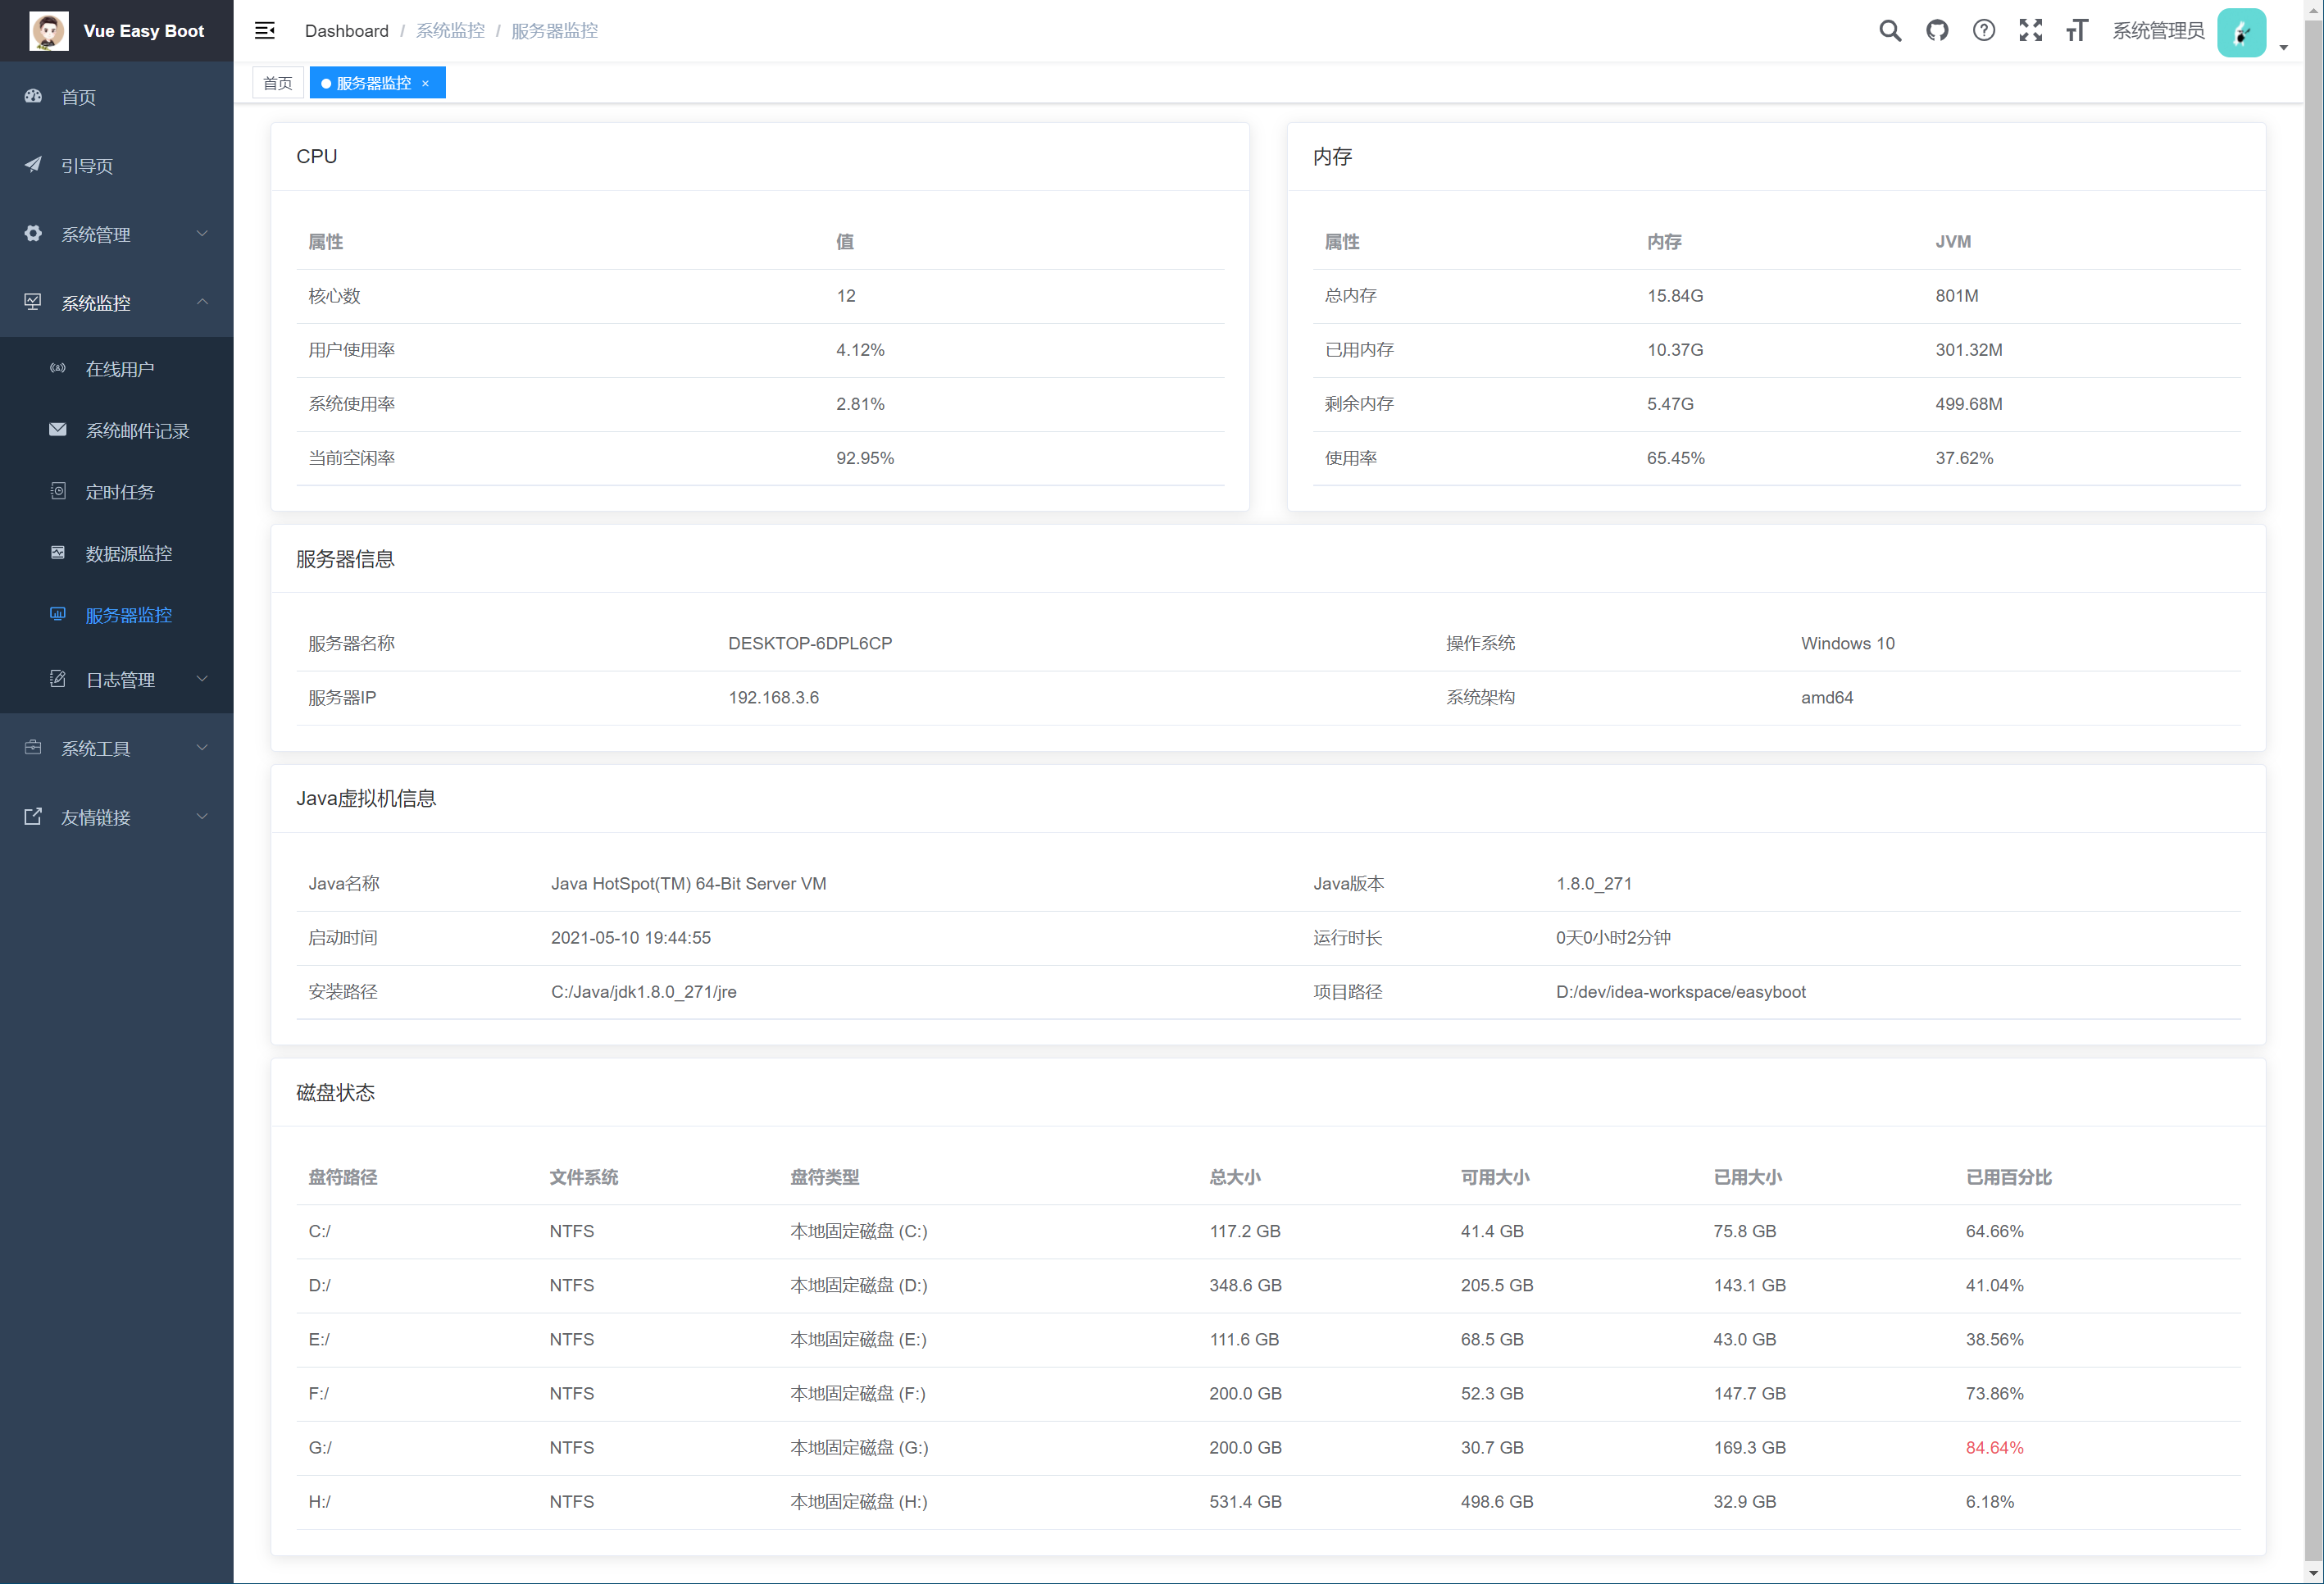 Vue Easy Boot
首页
引导页
系统管理
系统监控
在线用户
系统邮件记录
定时任务
数据源监控
服务器监控
日志管理
系统工具
友情链接
Dashboard / 系统监控 / 服务器监控
系统管理员
首页
服务器监控 ×
CPU
属性 值
核心数 12
用户使用率 4.12%
系统使用率 2.81%
当前空闲率 92.95%
内存
属性 内存 JVM
总内存 15.84G 801M
已用内存 10.37G 301.32M
剩余内存 5.47G 499.68M
使用率 65.45% 37.62%
服务器信息
服务器名称 DESKTOP-6DPL6CP 操作系统 Windows 10
服务器IP 192.168.3.6 系统架构 amd64
Java虚拟机信息
Java名称 Java HotSpot(TM) 64-Bit Server VM Java版本 1.8.0_271
启动时间 2021-05-10 19:44:55 运行时长 0天0小时2分钟
安装路径 C:/Java/jdk1.8.0_271/jre 项目路径 D:/dev/idea-workspace/easyboot
磁盘状态
盘符路径 文件系统 盘符类型 总大小 可用大小 已用大小 已用百分比
C:/ NTFS 本地固定磁盘 (C:) 117.2 GB 41.4 GB 75.8 GB 64.66%
D:/ NTFS 本地固定磁盘 (D:) 348.6 GB 205.5 GB 143.1 GB 41.04%
E:/ NTFS 本地固定磁盘 (E:) 111.6 GB 68.5 GB 43.0 GB 38.56%
F:/ NTFS 本地固定磁盘 (F:) 200.0 GB 52.3 GB 147.7 GB 73.86%
G:/ NTFS 本地固定磁盘 (G:) 200.0 GB 30.7 GB 169.3 GB 84.64%
H:/ NTFS 本地固定磁盘 (H:) 531.4 GB 498.6 GB 32.9 GB 6.18%